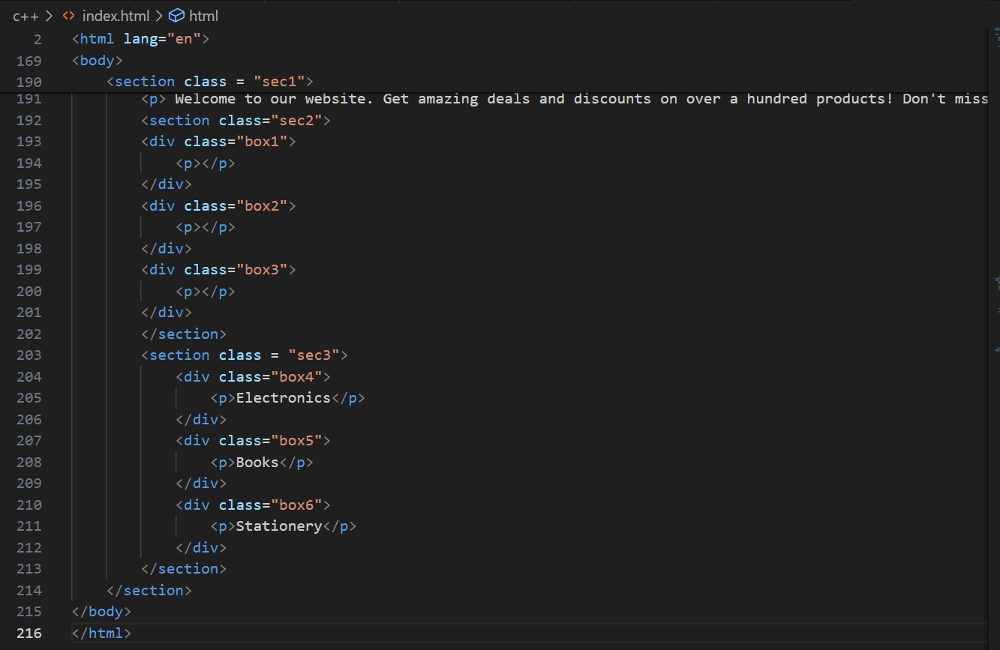 c++ > <> index.html > html
2 <html lang="en">
169 <body>
190 <section class = "sec1">
191 <p> Welcome to our website. Get amazing deals and discounts on over a hundred products! Don't miss
192 <section class="sec2">
193 <div class="box1">
194 <p></p>
195 </div>
196 <div class="box2">
197 <p></p>
198 </div>
199 <div class="box3">
200 <p></p>
201 </div>
202 </section>
203 <section class = "sec3">
204 <div class="box4">
205 <p>Electronics</p>
206 </div>
207 <div class="box5">
208 <p>Books</p>
209 </div>
210 <div class="box6">
211 <p>Stationery</p>
212 </div>
213 </section>
214 </section>
215 </body>
216 </html>